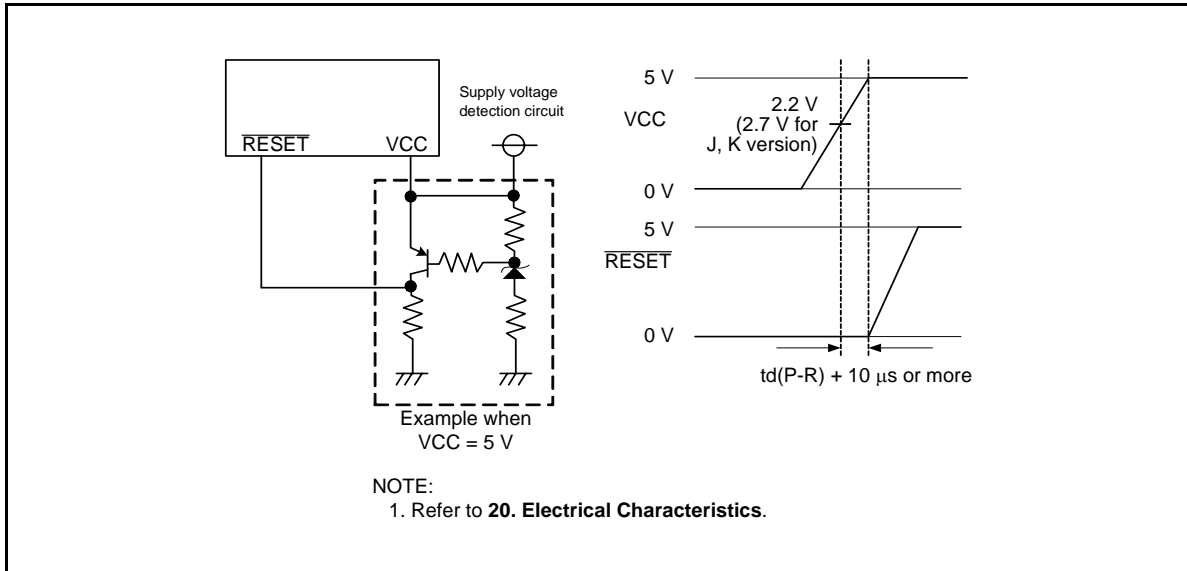 Supply voltage
detection circuit
RESET
VCC
Example when
VCC = 5 V
5 V
VCC
2.2 V
(2.7 V for
J, K version)
0 V
5 V
RESET
0 V
td(P-R) + 10 μs or more
NOTE:
1. Refer to 20. Electrical Characteristics.